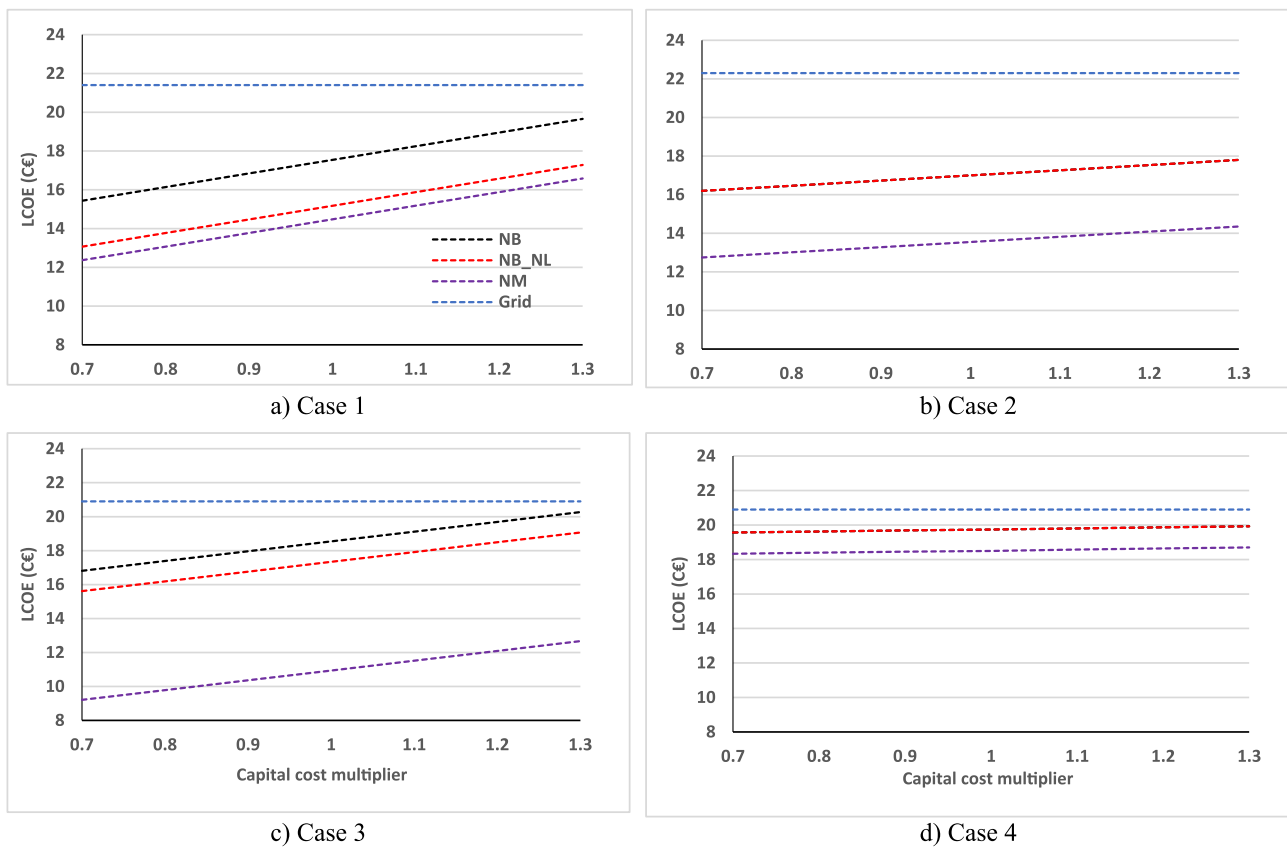 24
22
20
18
16
14
12
10
8
LCOE (C€)
NB
NB_NL
NM
Grid
0.7 0.8 0.9 1 1.1 1.2 1.3
a) Case 1
24
22
20
18
16
14
12
10
8
0.7 0.8 0.9 1 1.1 1.2 1.3
b) Case 2
24
22
20
18
16
14
12
10
8
LCOE (C€)
0.7 0.8 0.9 1 1.1 1.2 1.3
Capital cost multiplier
c) Case 3
24
22
20
18
16
14
12
10
8
LCOE (C€)
0.7 0.8 0.9 1 1.1 1.2 1.3
Capital cost multiplier
d) Case 4